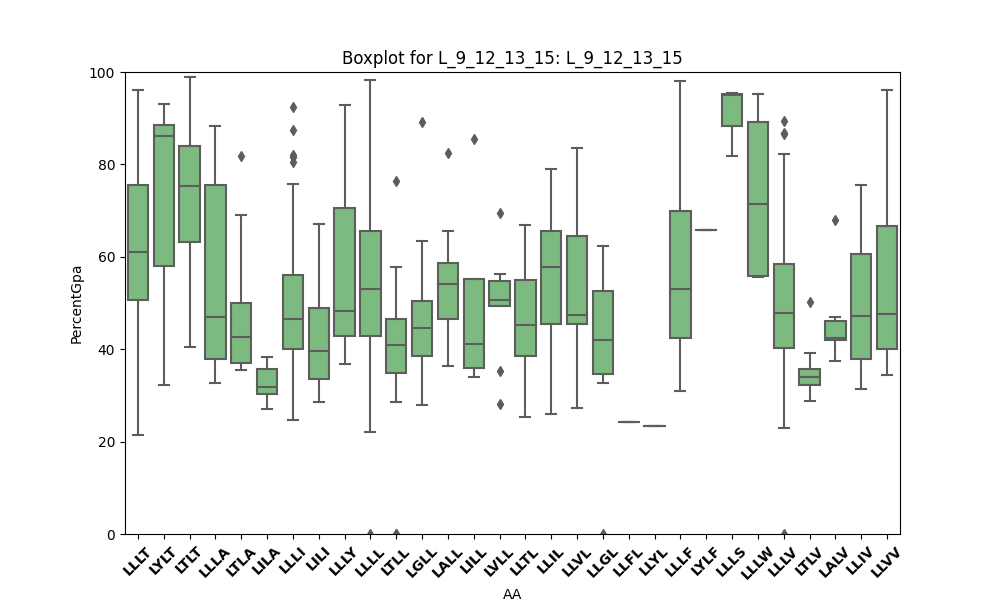 Boxplot for L_9_12_13_15: L_9_12_13_15
100
80
60
40
20
0
PercentGpa
LLLT LYLT LTLT LLLA LTLA LILA LLLI LILI LLLY LLLL LTLL LGLL LALL LILL LVLL LLTL LLIL LLVL LLGL LLFL LLYL LLLF LYLF LLLS LLLW LLLV LTLV LALV LLIV LLVV
AA